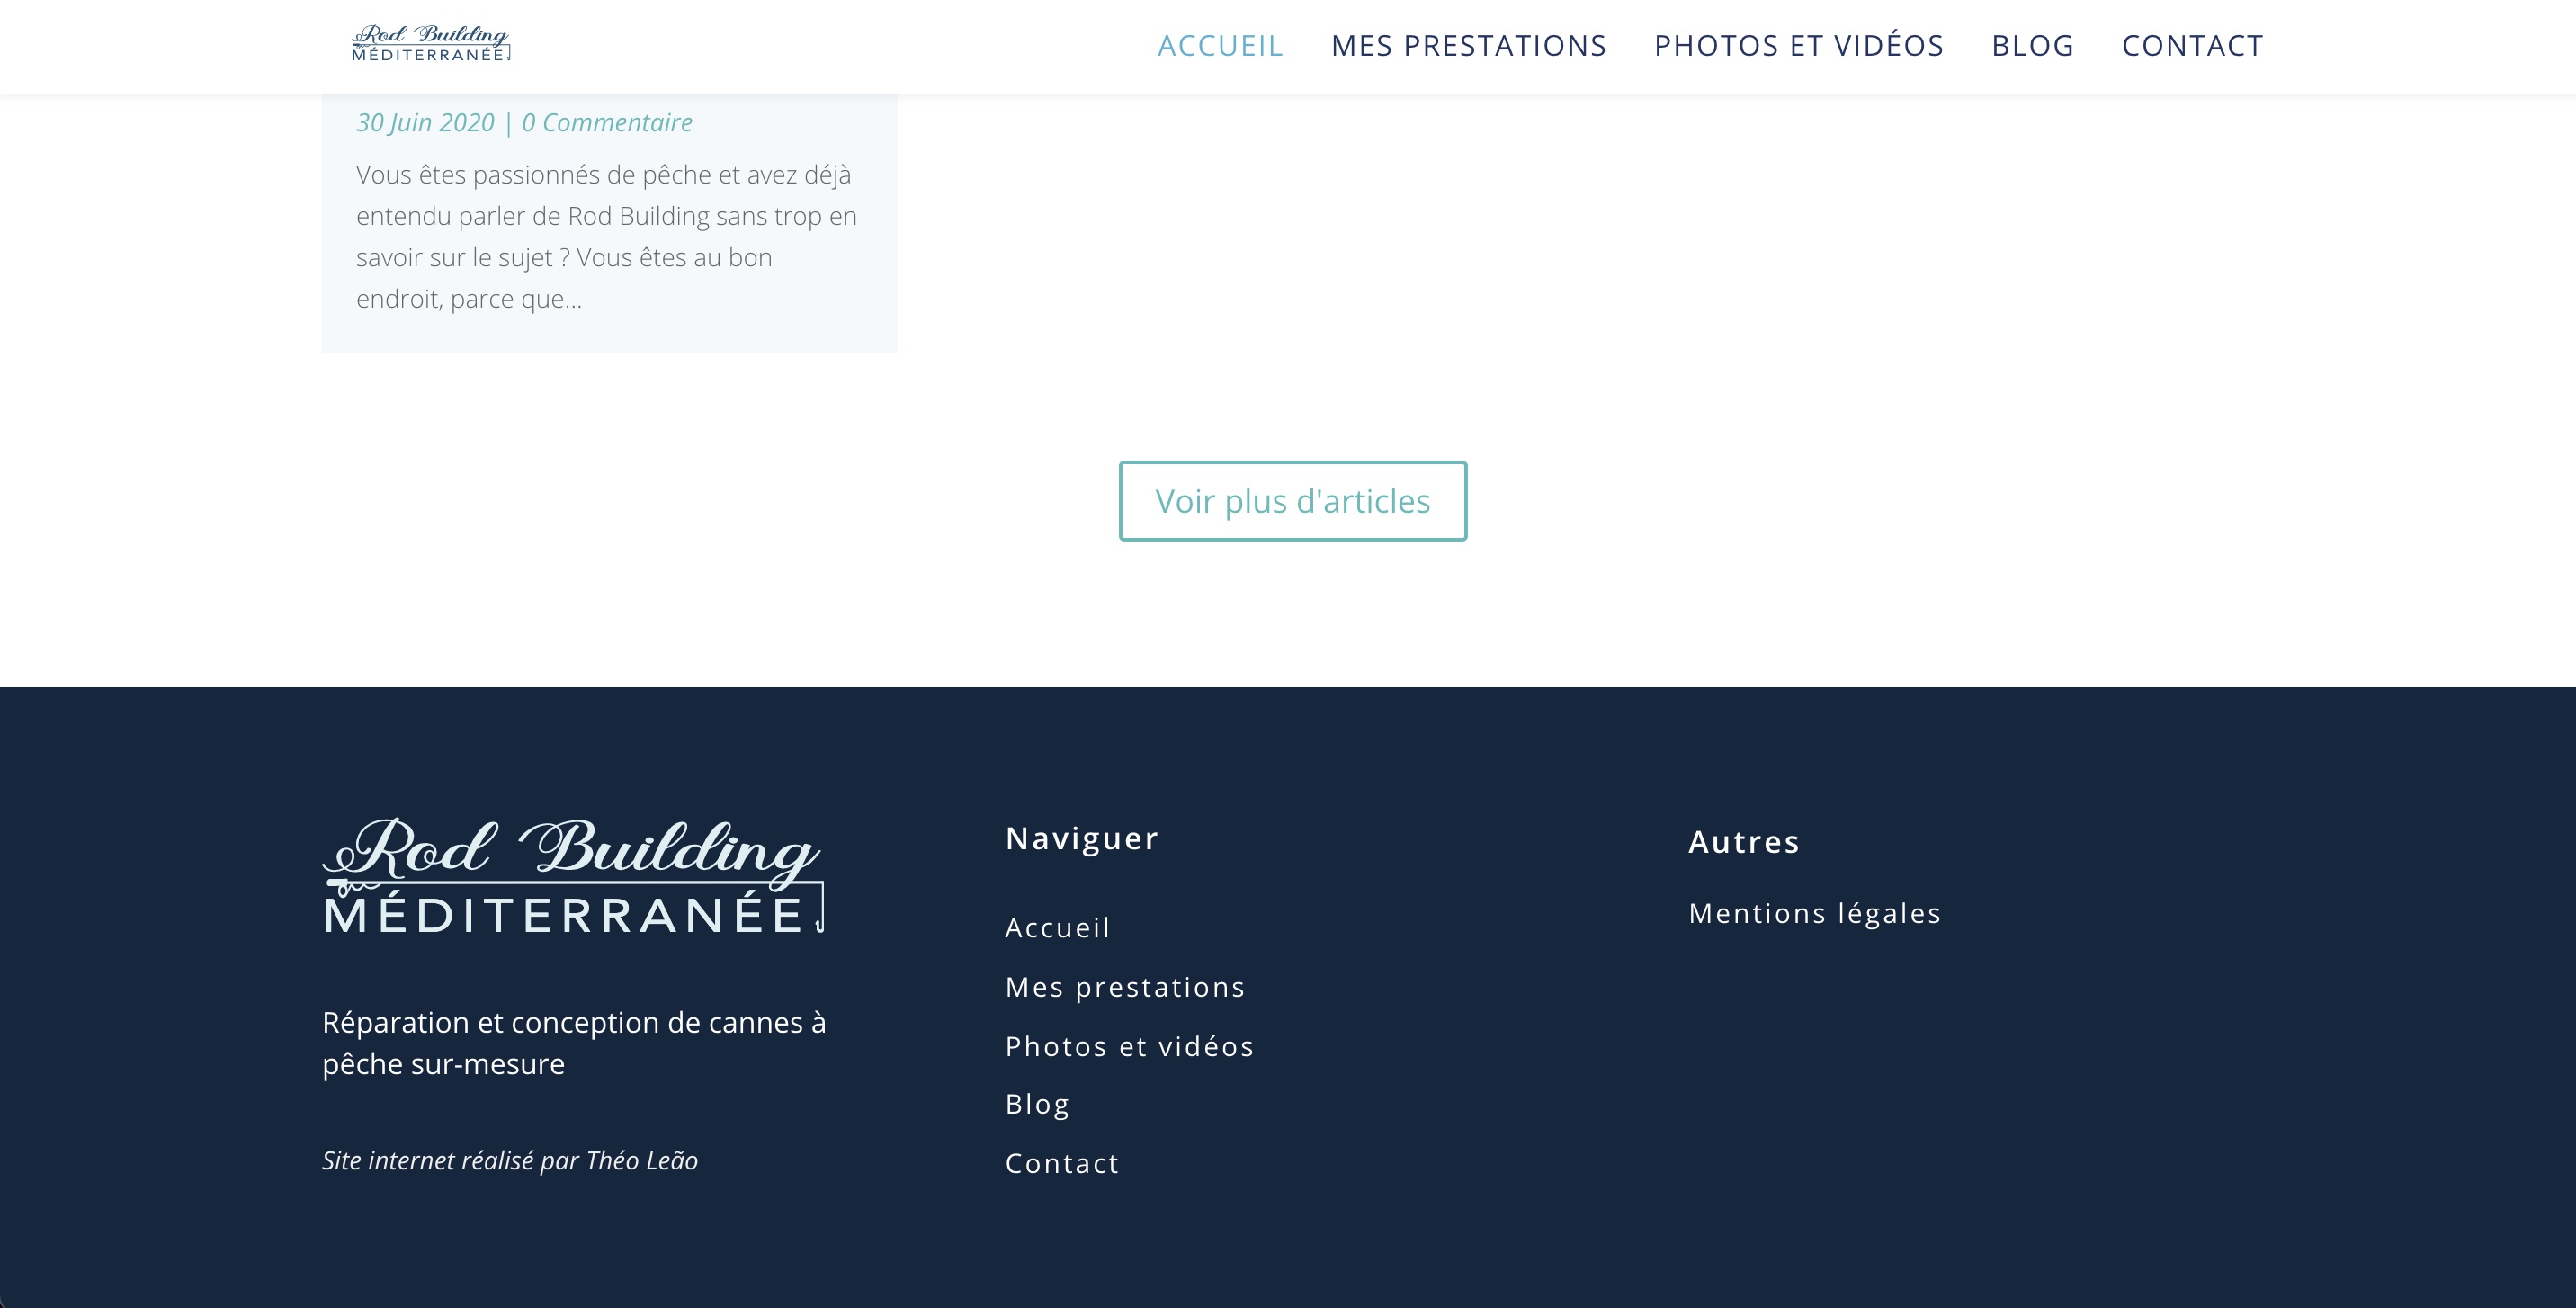 Rod Building
MÉDITERRANÉE
ACCUEIL MES PRESTATIONS PHOTOS ET VIDÉOS BLOG CONTACT
30 Juin 2020 | 0 Commentaire
Vous êtes passionnés de pêche et avez déjà
entendu parler de Rod Building sans trop en
savoir sur le sujet ? Vous êtes au bon
endroit, parce que...
Voir plus d'articles
Rod Building
MÉDITERRANÉE
Réparation et conception de cannes à
pêche sur-mesure
Site internet réalisé par Théo Leão
Naviguer
Accueil
Mes prestations
Photos et vidéos
Blog
Contact
Autres
Mentions légales